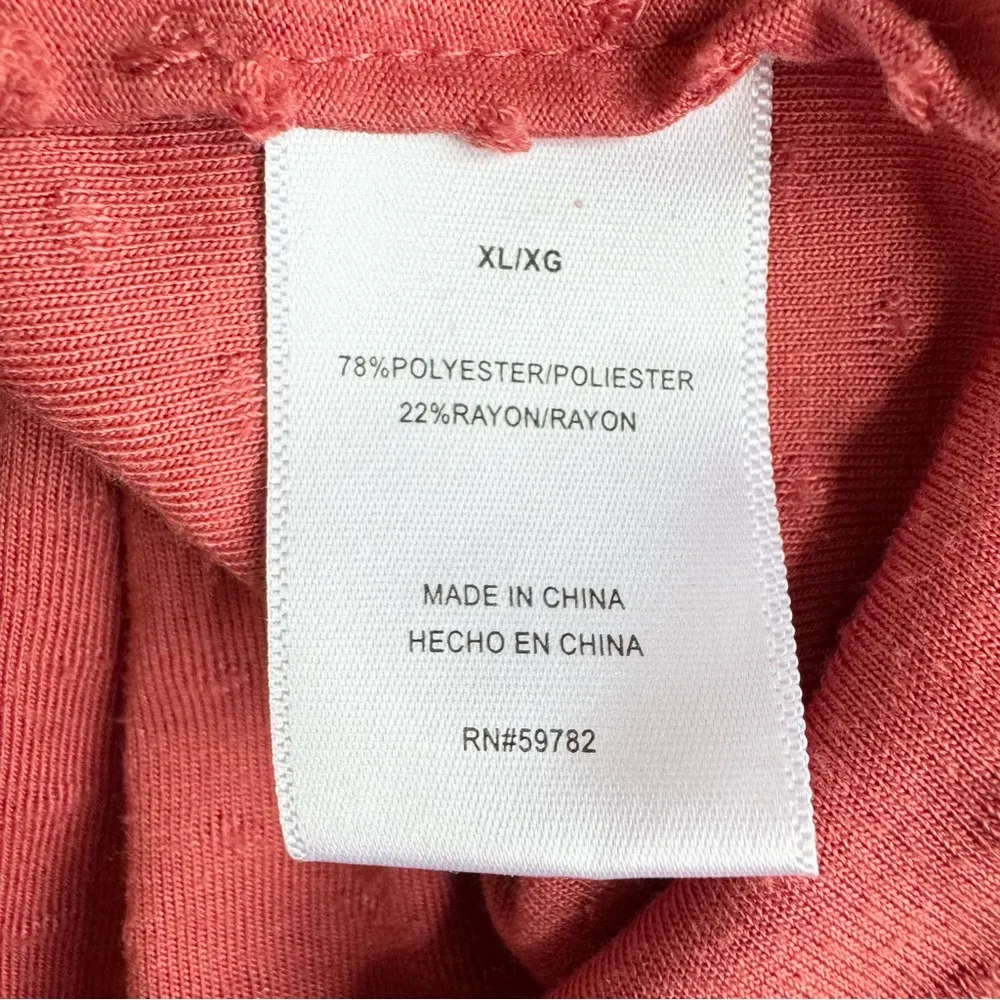 XL/XG
78%POLYESTER/POLIESTER
22%RAYON/RAYON
MADE IN CHINA
HECHO EN CHINA
RN#59782